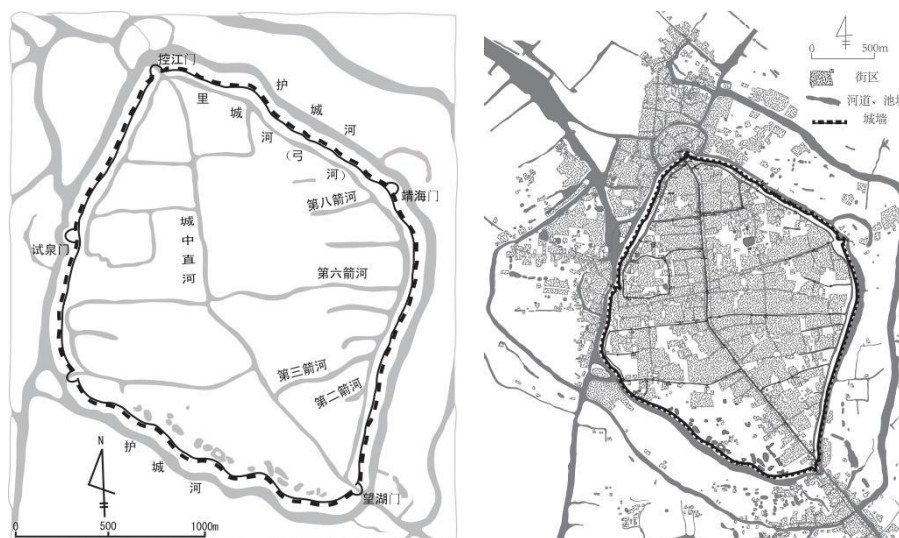 控江门
护城河
里城河
（弓河）
靖海门
第八箭河
城中直河
试泉门
第六箭河
第三箭河
第二箭河
护城河
望湖门
N
0 500 1000m
0 500m
街区
河道、池塘
城墙